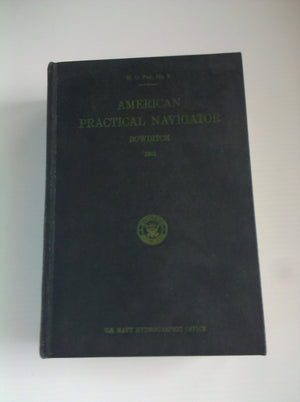 H. O. Pub. No. 9
AMERICAN
PRACTICAL NAVIGATOR
BOWDITCH
U.S. NAVY HYDROGRAPHIC OFFICE